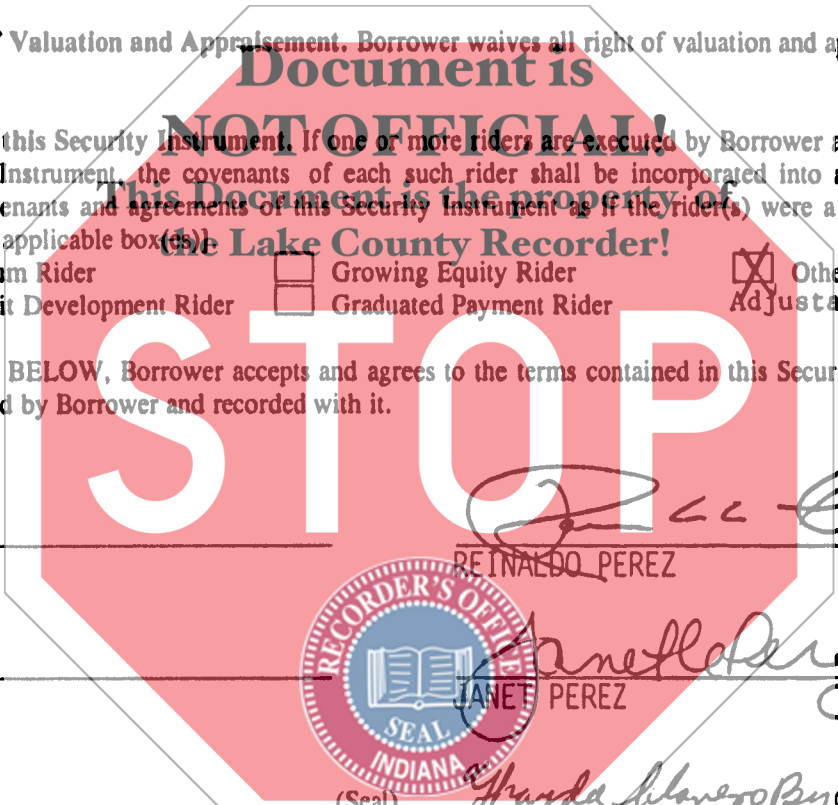 Valuation and Appraisement. Borrower waives all right of valuation and a
Document is
NOT OFFICIAL!
this Security Instrument. If one or more riders are executed by Borrower a
Instrument, the covenants of each such rider shall be incorporated into a
This Document is the property of
enants and agreements of this Security Instrument as if the rider(s) were a
the Lake County Recorder!
applicable box(es)].
m Rider Growing Equity Rider Othe
it Development Rider Graduated Payment Rider Adjusta
STOP
BELOW, Borrower accepts and agrees to the terms contained in this Secur
d by Borrower and recorded with it.
REINALDO PEREZ
RECORDER'S OFFICE
JANET PEREZ
SEAL
INDIANA
(Seal)